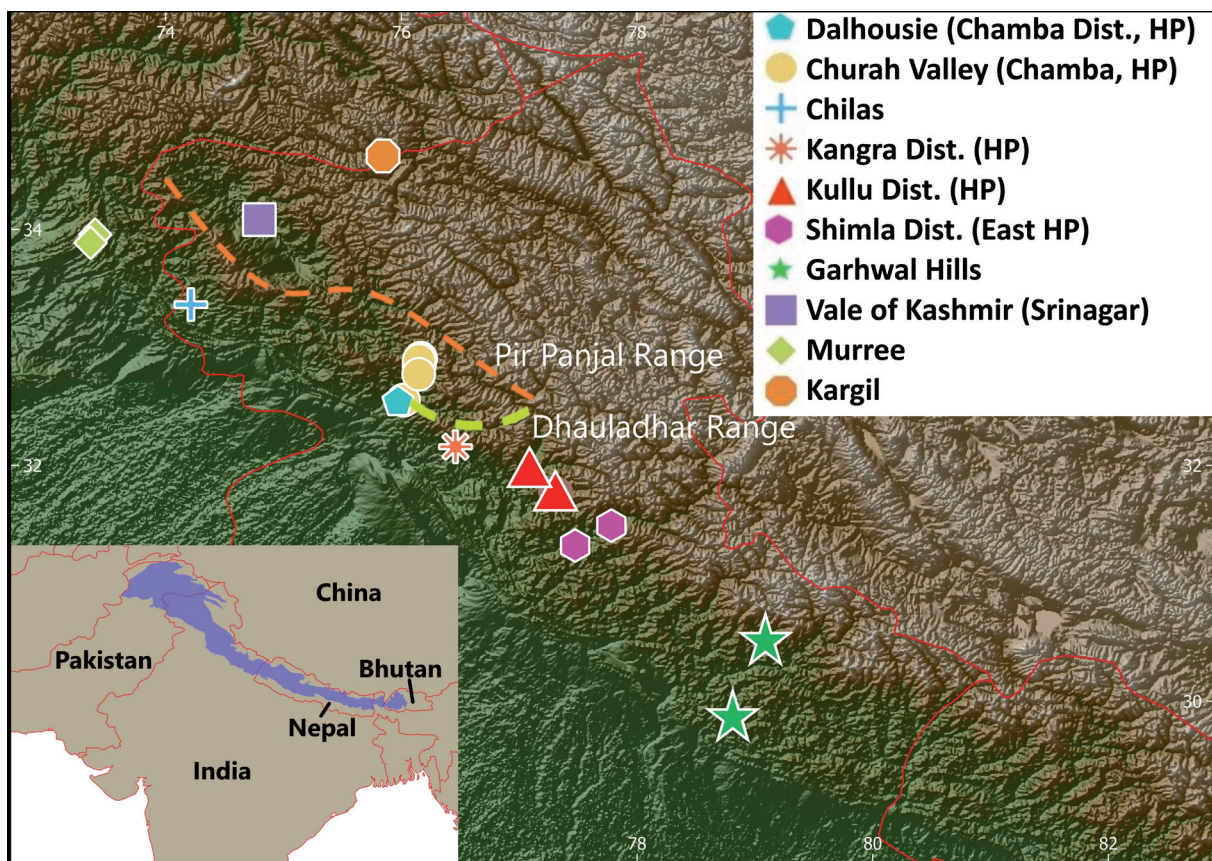 74
76
78
Dalhousie (Chamba Dist., HP)
Churah Valley (Chamba, HP)
Chilas
Kangra Dist. (HP)
Kullu Dist. (HP)
Shimla Dist. (East HP)
Garhwal Hills
Vale of Kashmir (Srinagar)
Murree
Kargil
34
Pir Panjal Range
Dhauladhar Range
32
32
China
Pakistan
Bhutan
Nepal
India
30
78
80
82